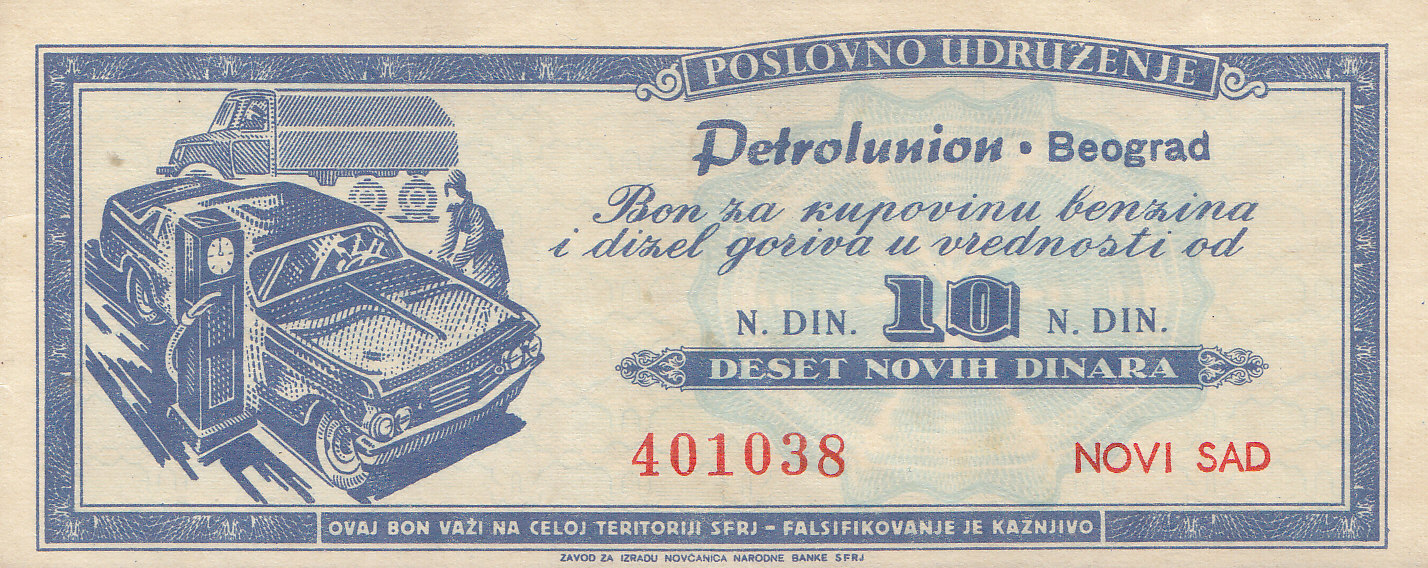 POSLOVNO UDRUŽENJE
Petrolunion • Beograd
Bon za kupovinu benzina
i dizel goriva u vrednosti od
N. DIN. 10 N. DIN.
DESET NOVIH DINARA
401038 NOVI SAD
OVAJ BON VAŽI NA CELOJ TERITORIJI SFRJ – FALSIFIKOVANJE JE KAŽNJIVO
ZAVOD ZA IZRADU NOVČANICA NARODNE BANKE SFRJ